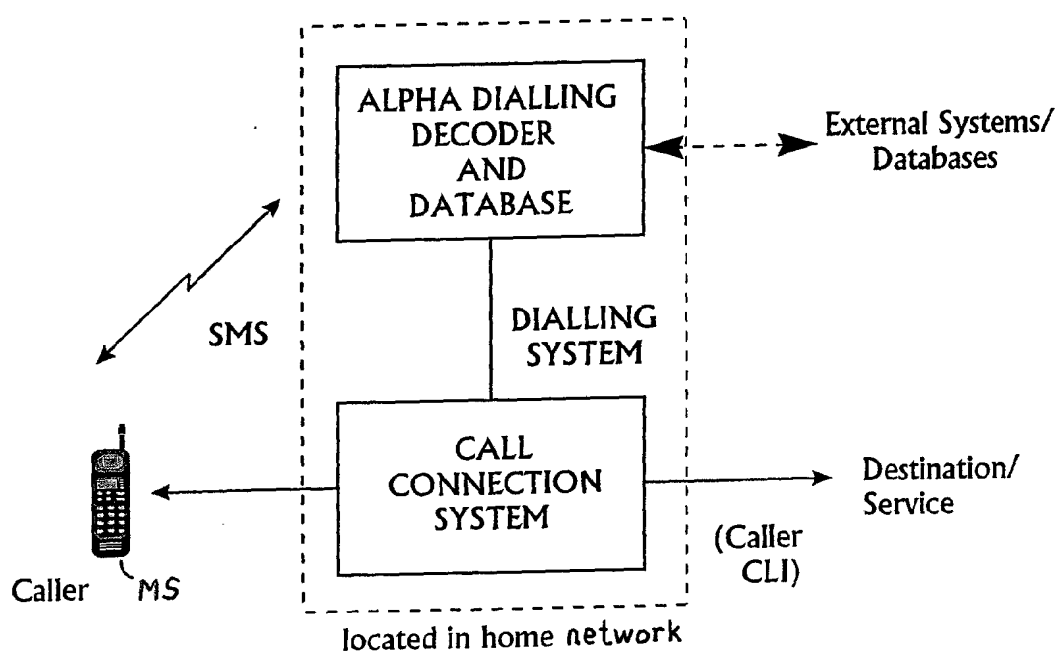 ALPHA DIALLING
DECODER
AND
DATABASE
External Systems/
Databases
SMS
DIALLING
SYSTEM
CALL
CONNECTION
SYSTEM
Destination/
Service
(Caller
CLI)
Caller
MS
located in home network